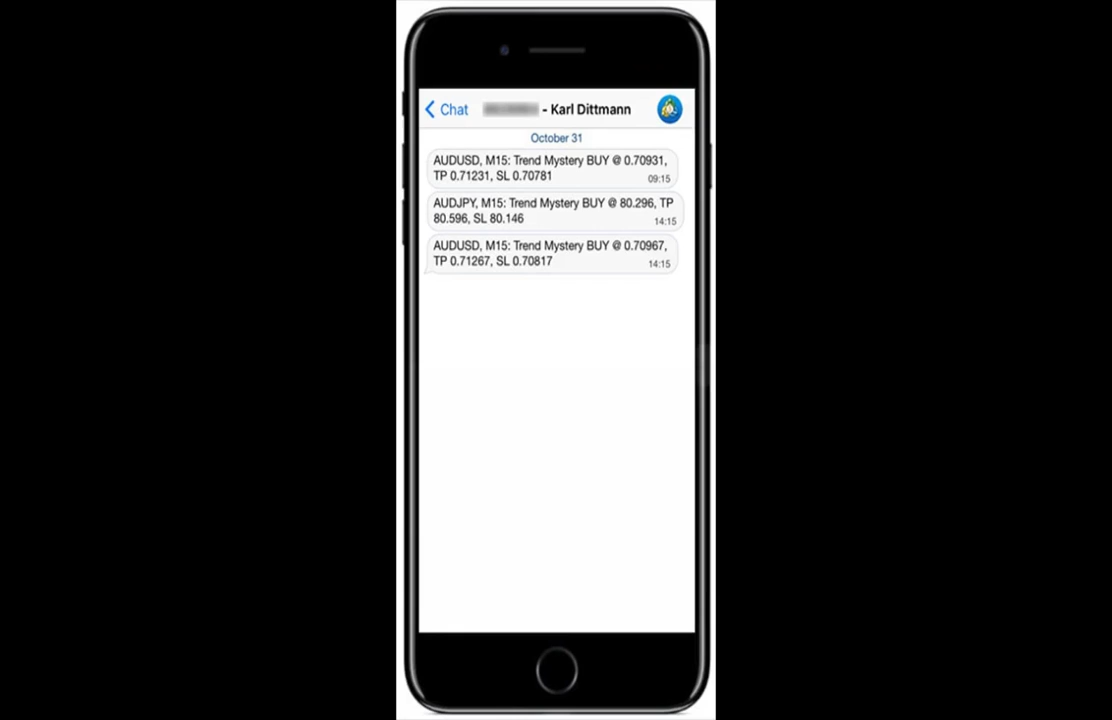 Chat
- Karl Dittmann
October 31
AUDUSD, M15: Trend Mystery BUY @ 0.70931,
TP 0.71231, SL 0.70781
09:15
AUDJPY, M15: Trend Mystery BUY @ 80.296, TP
80.596, SL 80.146
14:15
AUDUSD, M15: Trend Mystery BUY @ 0.70967,
TP 0.71267, SL 0.70817
14:15